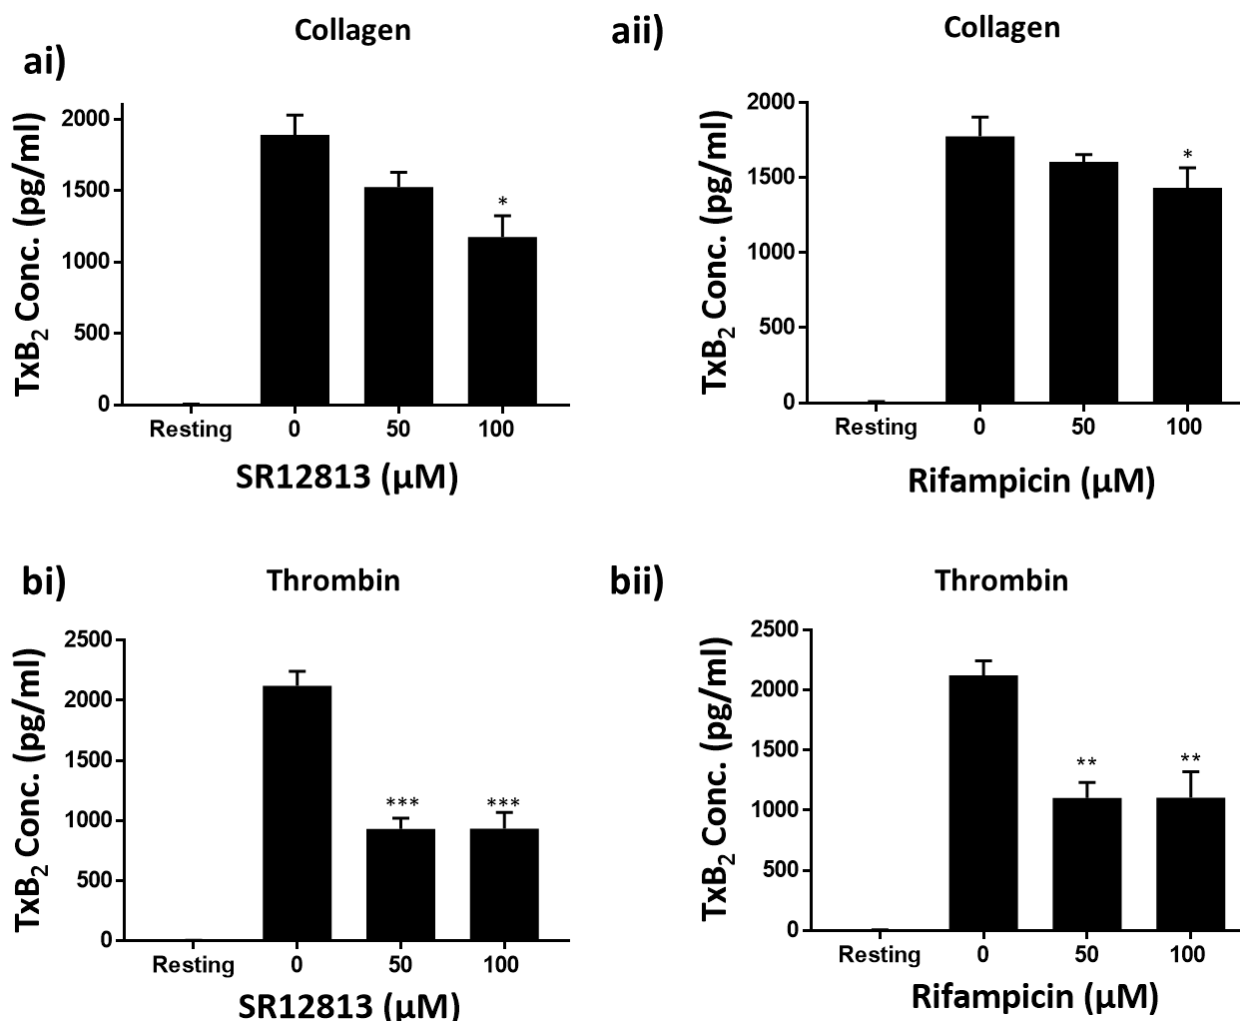 ai)
Collagen
TxB₂ Conc. (pg/ml)
2000
1500
1000
500
0
Resting 0 50 100
*
SR12813 (µM)
aii)
Collagen
TxB₂ Conc. (pg/ml)
2000
1500
1000
500
0
Resting 0 50 100
*
Rifampicin (µM)
bi)
Thrombin
TxB₂ Conc. (pg/ml)
2500
2000
1500
1000
500
0
Resting 0 50 100
*** ***
SR12813 (µM)
bii)
Thrombin
TxB₂ Conc. (pg/ml)
2500
2000
1500
1000
500
0
Resting 0 50 100
** **
Rifampicin (µM)